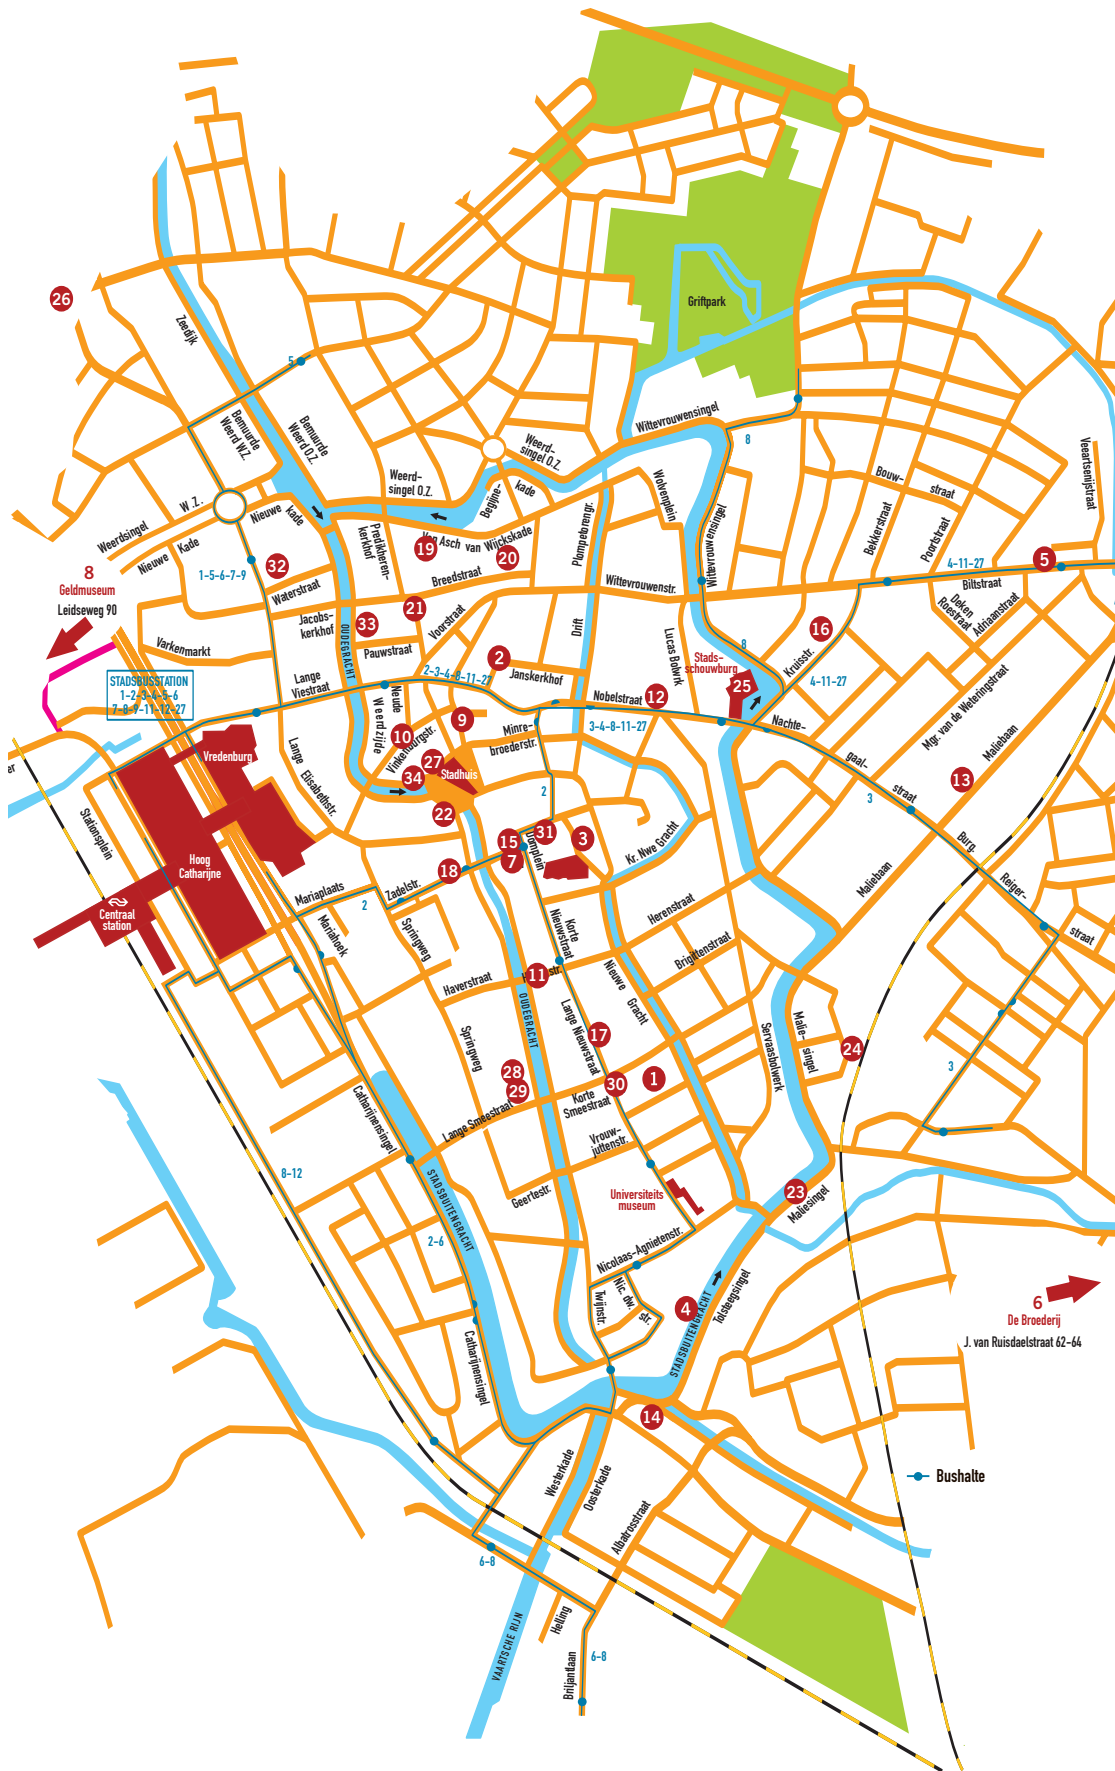 Griftpark
26
Zeedijk
5
Bemuurde
Weerd W.Z.
Bemuurde
Weerd O.Z.
Wittevrouwensingel
8
Weerd-
singel O.Z.
Weerd-
singel O.Z.
Begijne-
kade
Wolvenplein
Veeartsenijstraat
Bouw-
straat
W.Z.
Weerdsingel
Nieuwe
kade
Nieuwe
Kade
Predikheren-
kerkhof
19
Van Asch van Wijckskade
20
Plompetorengr.
Wittevrouwensingel
Bekkerstraat
Poortstraat
5
4-11-27
Biltstraat
8
Geldmuseum
Leidseweg 90
1-5-6-7-9
32
Waterstraat
Breedstraat
Wittevrouwenstr.
Deken
Roestraat
Adriaanstraat
21
Jacobs-
kerkhof
33
Voorstraat
Pauwstraat
OUDEGRACHT
Drift
Lucas Bolwrk
16
8
Kruisstr.
Varkenmarkt
2
Janskerkhof
Stads-
schouwburg
25
4-11-27
STADSBUSSTATION
1-2-3-4-5-6
7-8-9-11-12-27
Lange
Viestraat
2-3-4-8-11-27
Neude
Nobelstraat
12
3-4-8-11-27
Nachte-
gaal-
straat
Mgr. van de Weteringstraat
Maliebaan
13
Weerdzijde
10
9
Vinkenburgstr.
Minre-
broederstr.
27
Stadhuis
34
22
er
Vredenburg
Lange
Elisabethstr.
2
3
Burg.
Reiger-
straat
Stationsplein
Hoog
Catharijne
15
31
3
7
Domplein
Kr. Nwe Gracht
18
Zadelstr.
Mariaplaats
2
Maliebaan
Centraal
station
Mariahoek
Springweg
Korte
Nieuwstraat
Herenstraat
Brigittenstraat
Haverstraat
11
str.
Nieuwe
Gracht
OUDEGRACHT
Lange Nieuwstraat
17
Springweg
Servaasbolwerk
Malie-
singel
24
3
28
29
30
1
Korte
Smeestraat
Lange Smeestraat
Catharijnensingel
Vrouw-
juttenstr.
8-12
Geertestr.
Universiteits
museum
23
Maliesingel
STADSBUITENGRACHT
2-6
Nicolaas-Agnietenstr.
Nic. dw.
str.
Twijnstr.
4
STADSBUITENGRACHT
Tolsteegsingel
6
De Broederij
J. van Ruisdaelstraat 62-64
Catharijnensingel
14
Westerkade
Oosterkade
Albatrosstraat
Bushalte
6-8
Helling
VAARTSCHE RIJN
6-8
Briljantlaan